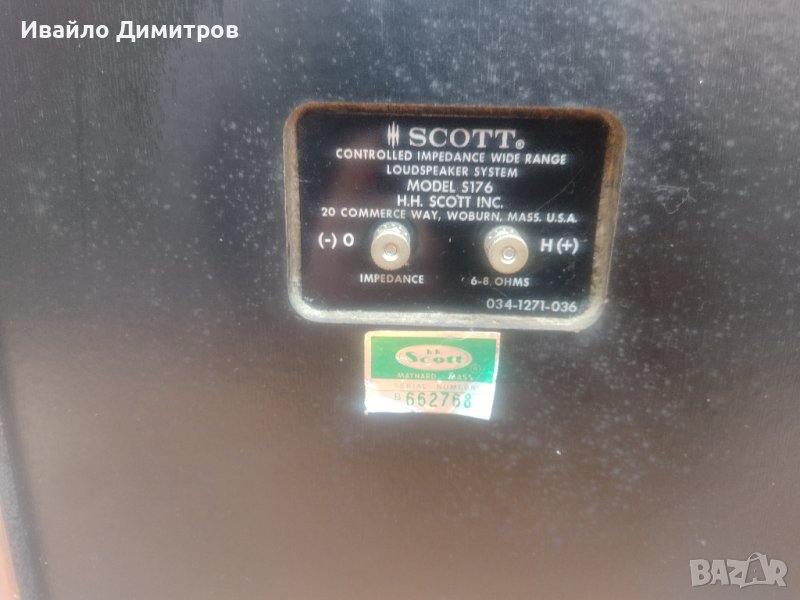 Ивайло Димитров
SCOTT®
CONTROLLED IMPEDANCE WIDE RANGE
LOUDSPEAKER SYSTEM
MODEL S176
H.H. SCOTT INC.
20 COMMERCE WAY, WOBURN, MASS. U.S.A.
(-) 0 H (+)
IMPEDANCE 6-8 OHMS
034-1271-036
h.h.
Scott ®
MAYNARD MASS
SERIAL NUMBER
662768
BAZAR